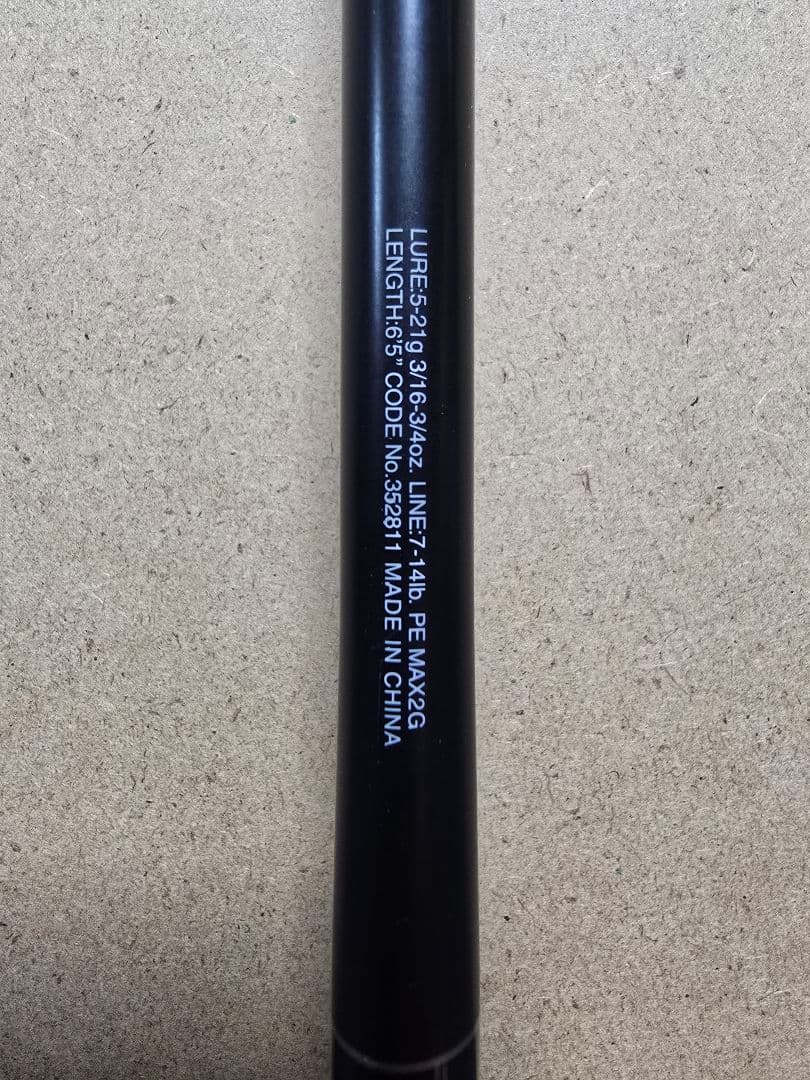 LURE:5-21g 3/16-3/4oz. LINE:7-14lb. PE MAX2G
LENGTH:6'5" CODE No.352811 MADE IN CHINA